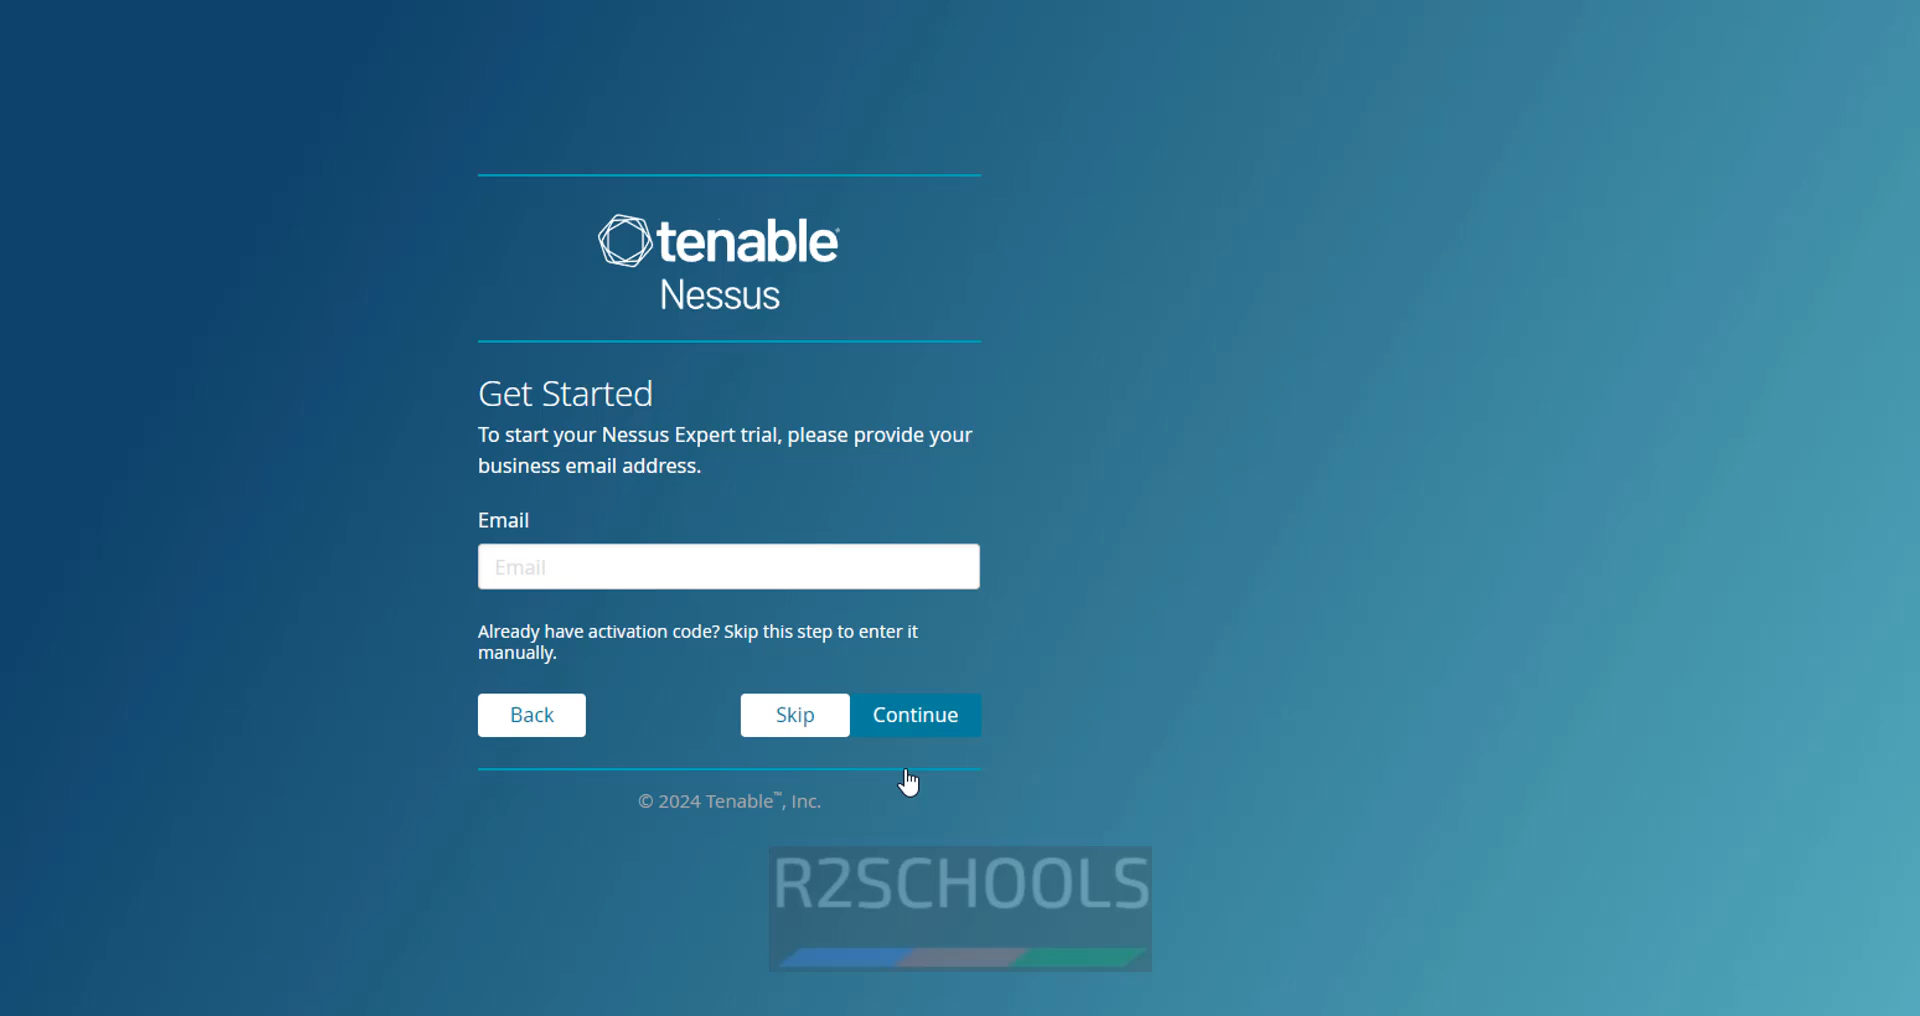 tenable®
Nessus
Get Started
To start your Nessus Expert trial, please provide your
business email address.
Email
Email
Already have activation code? Skip this step to enter it
manually.
Back
Skip
Continue
© 2024 Tenable™, Inc.
R2SCHOOLS